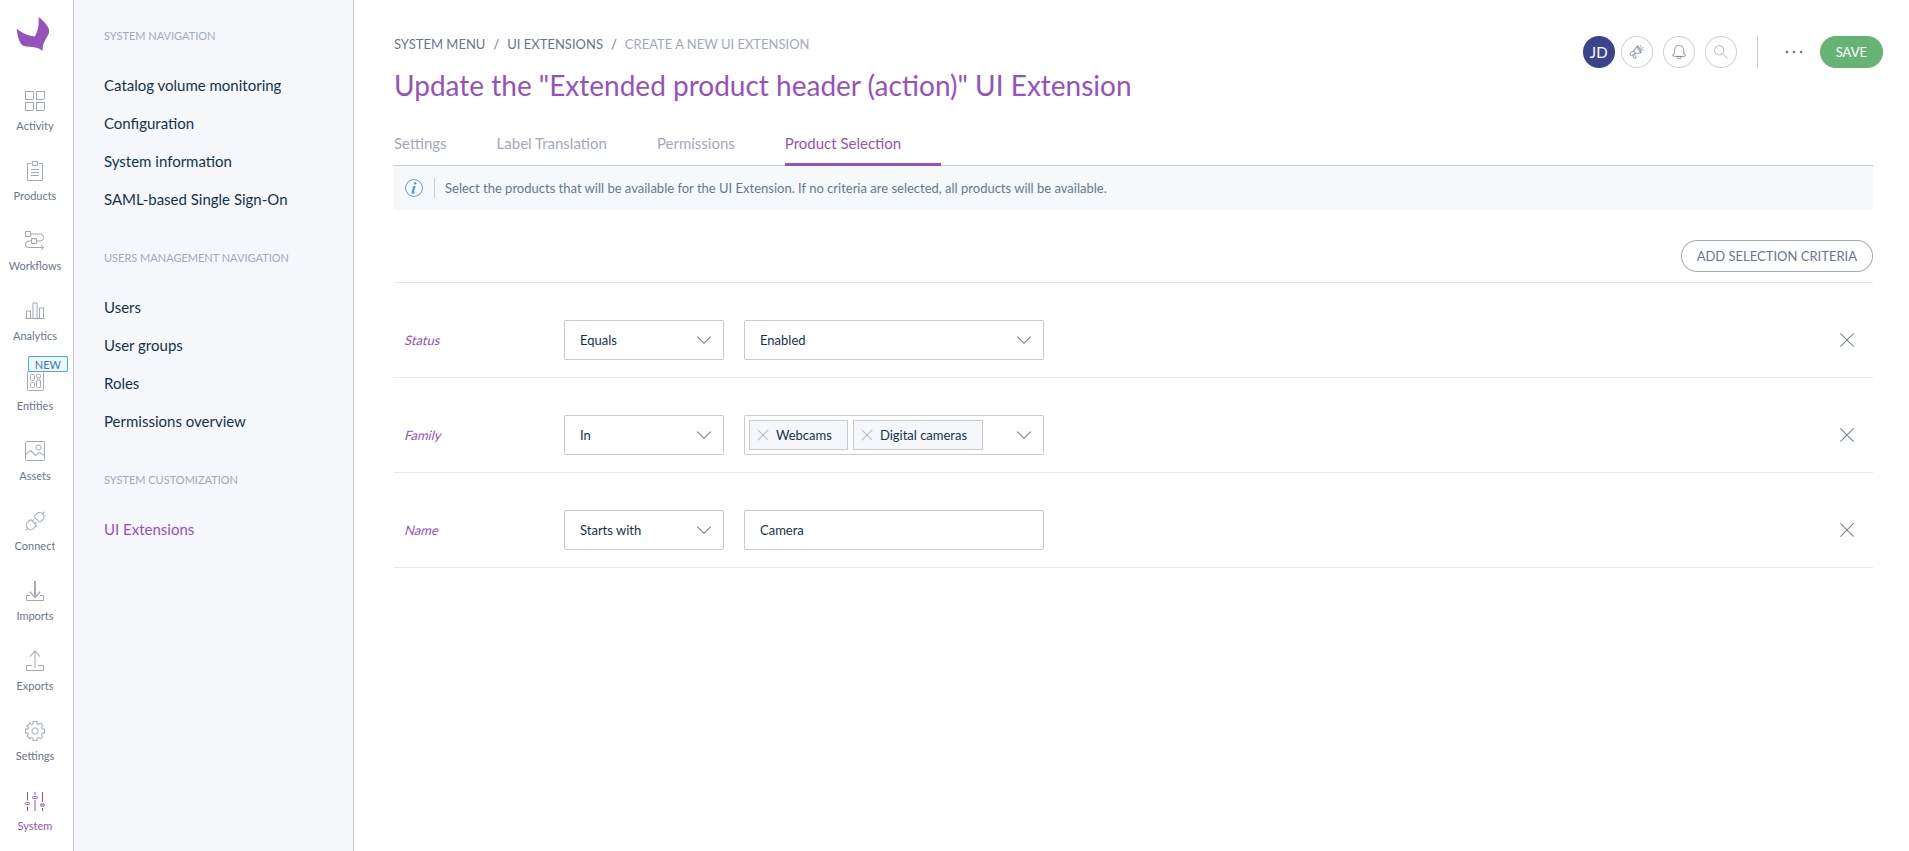 Activity
Products
Workflows
Analytics
NEW
Entities
Assets
Connect
Imports
Exports
Settings
System
SYSTEM NAVIGATION
Catalog volume monitoring
Configuration
System information
SAML-based Single Sign-On
USERS MANAGEMENT NAVIGATION
Users
User groups
Roles
Permissions overview
SYSTEM CUSTOMIZATION
UI Extensions
SYSTEM MENU / UI EXTENSIONS / CREATE A NEW UI EXTENSION
JD ··· SAVE
Update the "Extended product header (action)" UI Extension
Settings Label Translation Permissions Product Selection
i Select the products that will be available for the UI Extension. If no criteria are selected, all products will be available.
ADD SELECTION CRITERIA
Status Equals Enabled
Family In Webcams Digital cameras
Name Starts with Camera